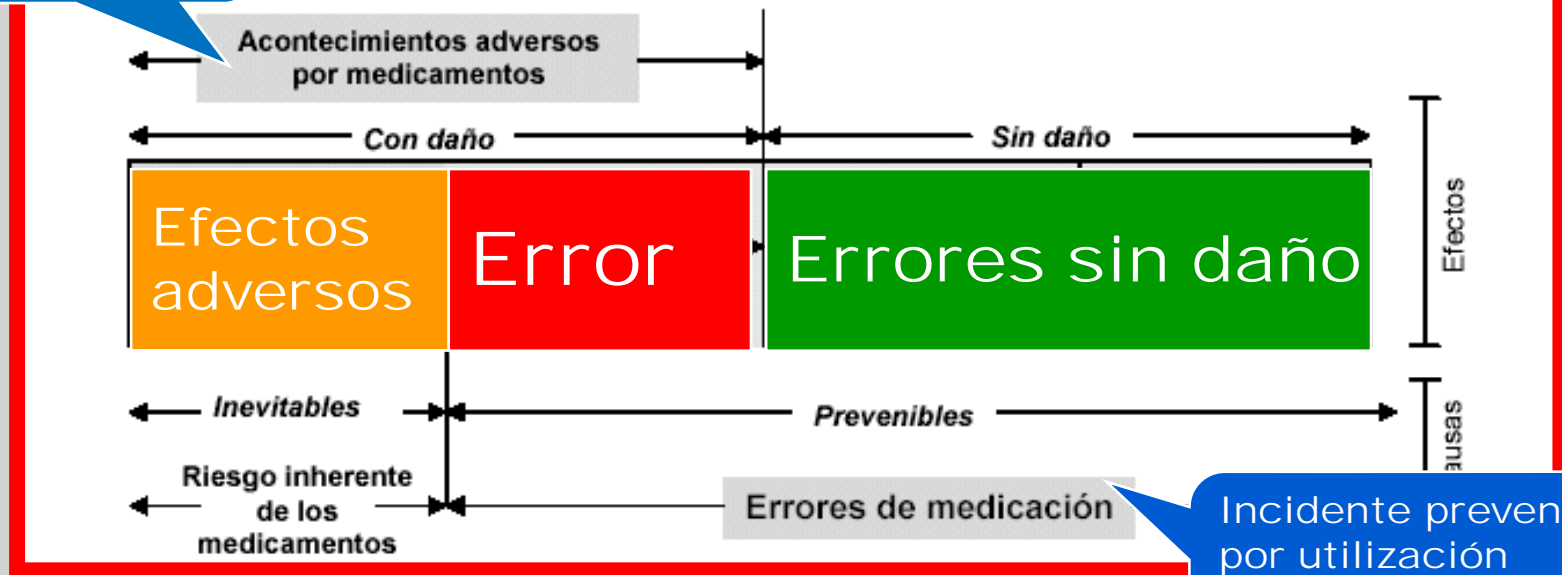 Acontecimientos adversos
por medicamentos
Con daño
Sin daño
Efectos
adversos
Error
Errores sin daño
Efectos
Inevitables
Prevenibles
Riesgo inherente
de los
medicamentos
Errores de medicación
Incidente
por utilización